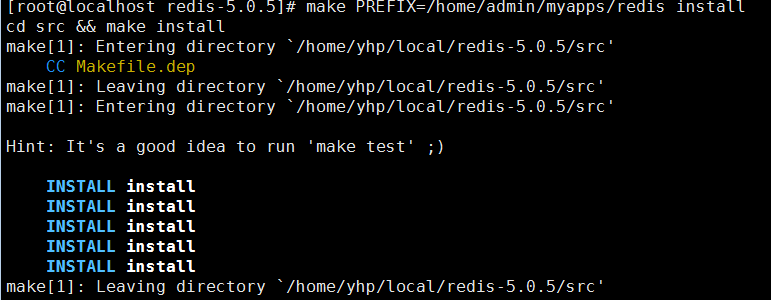 [root@localhost redis-5.0.5]# make PREFIX=/home/admin/myapps/redis install
cd src && make install
make[1]: Entering directory `/home/yhp/local/redis-5.0.5/src'
    CC Makefile.dep
make[1]: Leaving directory `/home/yhp/local/redis-5.0.5/src'
make[1]: Entering directory `/home/yhp/local/redis-5.0.5/src'
Hint: It's a good idea to run 'make test' ;)
    INSTALL install
    INSTALL install
    INSTALL install
    INSTALL install
    INSTALL install
make[1]: Leaving directory `/home/yhp/local/redis-5.0.5/src'